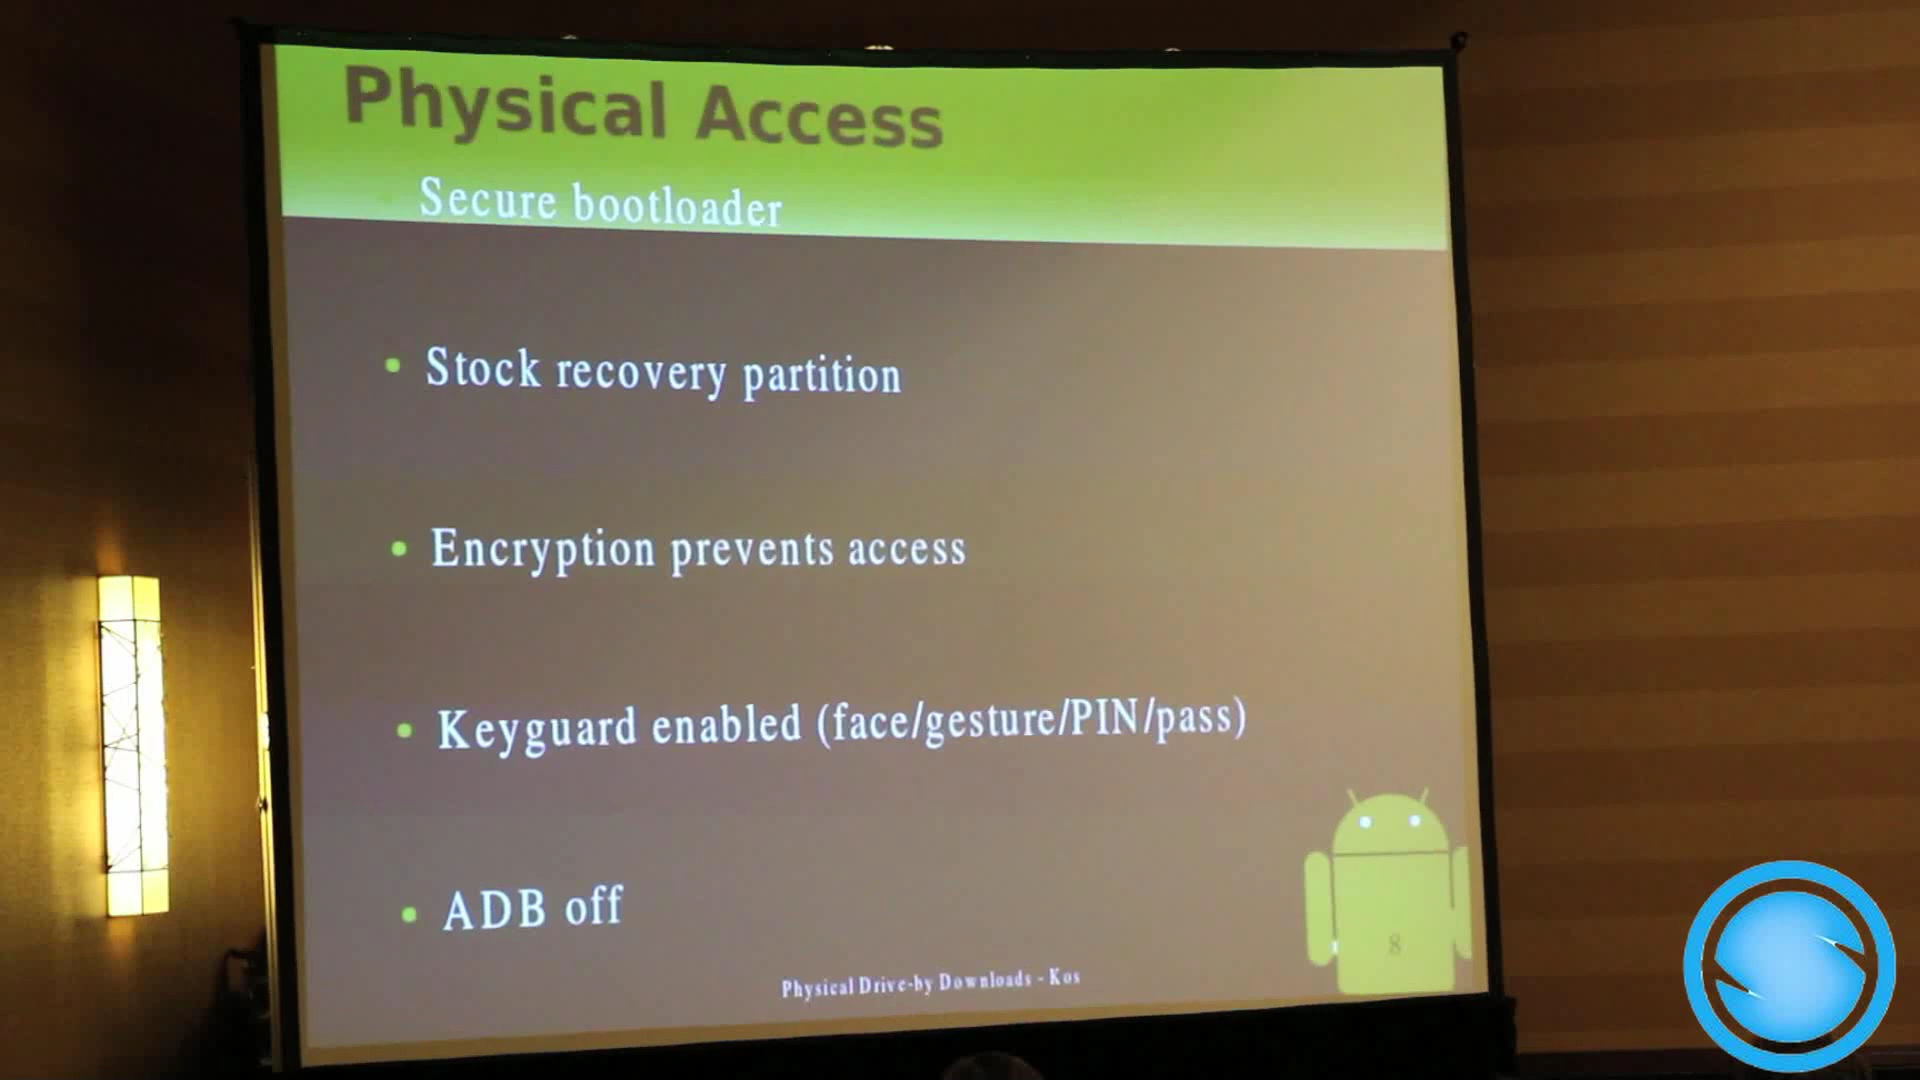 Physical Access
Secure bootloader
• Stock recovery partition
• Encryption prevents access
• Keyguard enabled (face/gesture/PIN/pass)
• ADB off
Physical Drive-by Downloads - Kos
8